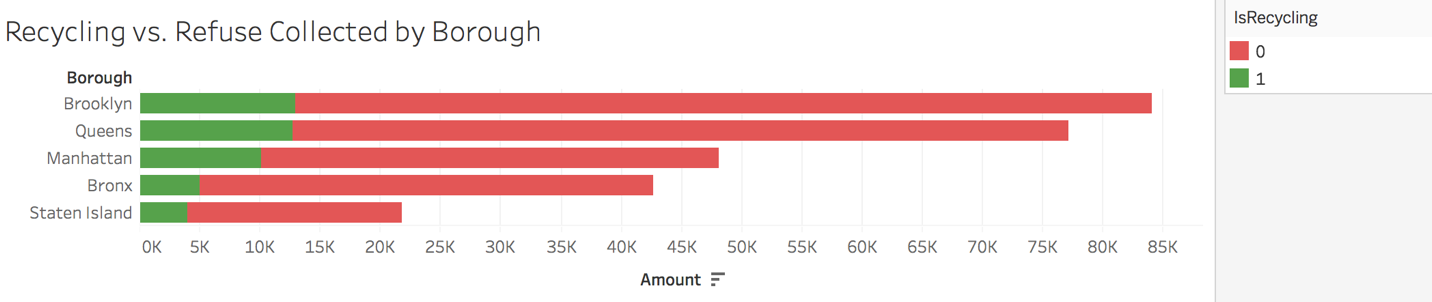 Recycling vs. Refuse Collected by Borough
Borough
Brooklyn
Queens
Manhattan
Bronx
Staten Island
0K 5K 10K 15K 20K 25K 30K 35K 40K 45K 50K 55K 60K 65K 70K 75K 80K 85K
Amount
IsRecycling
0
1